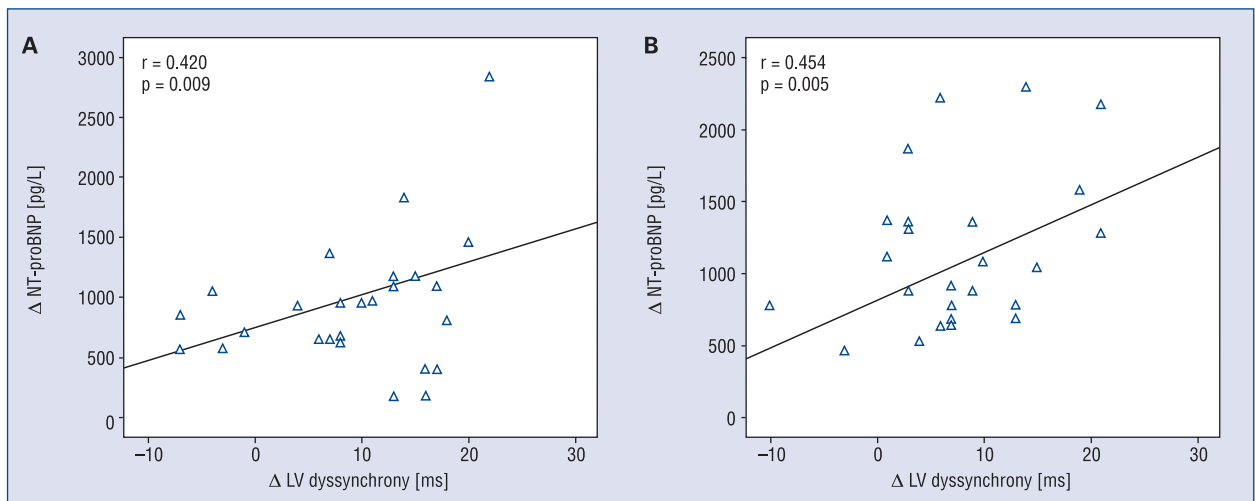 A
r = 0.420
p = 0.009
3000
2500
2000
1500
1000
500
0
Δ NT-proBNP [pg/L]
–10 0 10 20 30
Δ LV dyssynchrony [ms]
B
r = 0.454
p = 0.005
2500
2000
1500
1000
500
0
Δ NT-proBNP [pg/L]
–10 0 10 20 30
Δ LV dyssynchrony [ms]